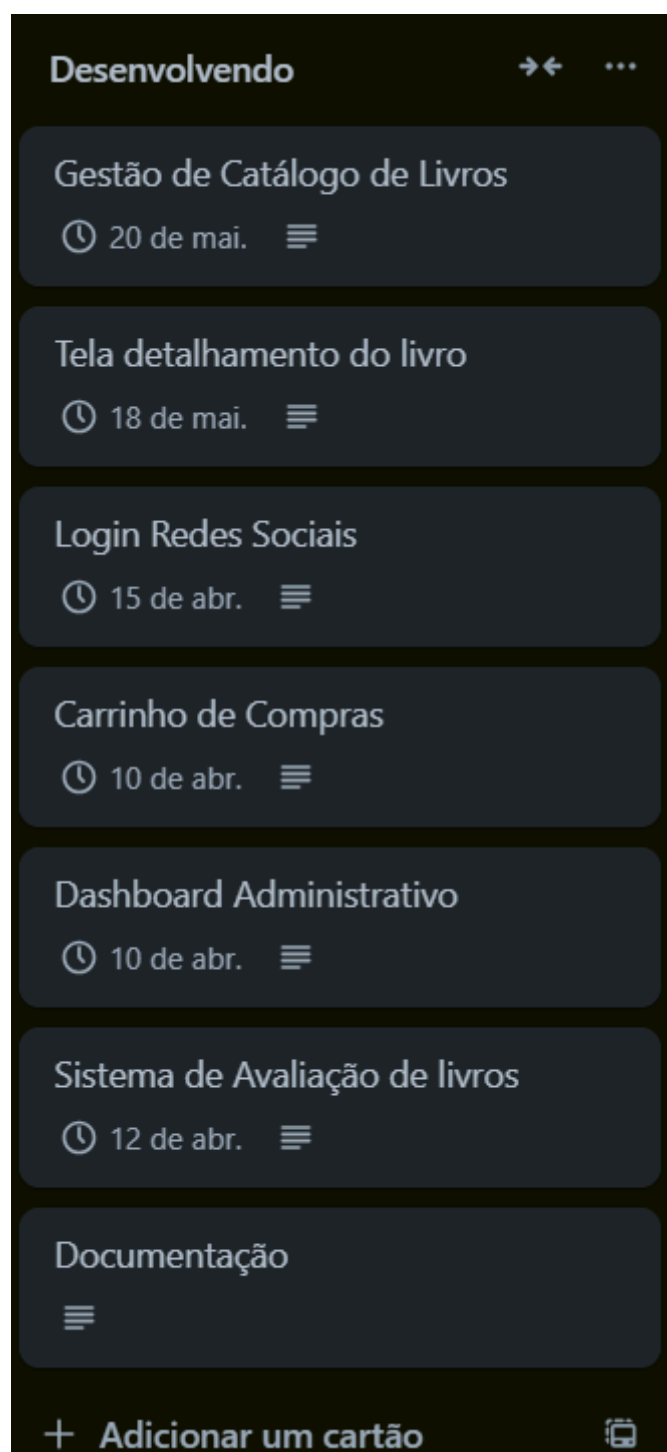 Desenvolvendo
Gestão de Catálogo de Livros
20 de mai.
Tela detalhamento do livro
18 de mai.
Login Redes Sociais
15 de abr.
Carrinho de Compras
10 de abr.
Dashboard Administrativo
10 de abr.
Sistema de Avaliação de livros
12 de abr.
Documentação
+ Adicionar um cartão